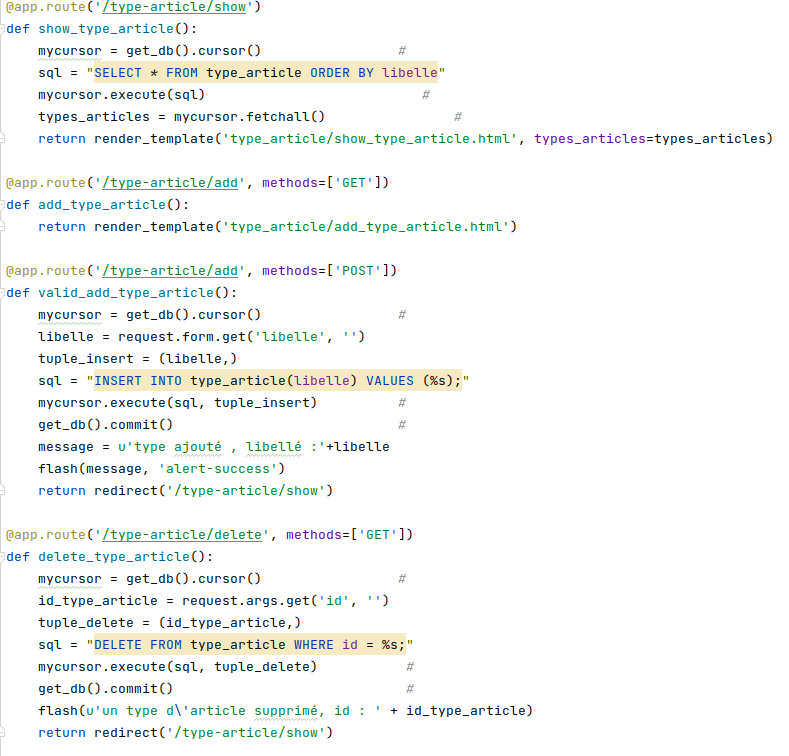 @app.route('/type-article/show')
def show_type_article():
    mycursor = get_db().cursor()                 #
    sql = "SELECT * FROM type_article ORDER BY libelle"
    mycursor.execute(sql)                           #
    types_articles = mycursor.fetchall()                #
    return render_template('type_article/show_type_article.html', types_articles=types_articles)
@app.route('/type-article/add', methods=['GET'])
def add_type_article():
    return render_template('type_article/add_type_article.html')
@app.route('/type-article/add', methods=['POST'])
def valid_add_type_article():
    mycursor = get_db().cursor()                 #
    libelle = request.form.get('libelle', '')
    tuple_insert = (libelle,)
    sql = "INSERT INTO type_article(libelle) VALUES (%s);"
    mycursor.execute(sql, tuple_insert)          #
    get_db().commit()                            #
    message = u'type ajouté , libellé :'+libelle
    flash(message, 'alert-success')
    return redirect('/type-article/show')
@app.route('/type-article/delete', methods=['GET'])
def delete_type_article():
    mycursor = get_db().cursor()                 #
    id_type_article = request.args.get('id', '')
    tuple_delete = (id_type_article,)
    sql = "DELETE FROM type_article WHERE id = %s;"
    mycursor.execute(sql, tuple_delete)           #
    get_db().commit()                             #
    flash(u'un type d\'article supprimé, id : ' + id_type_article)
    return redirect('/type-article/show')